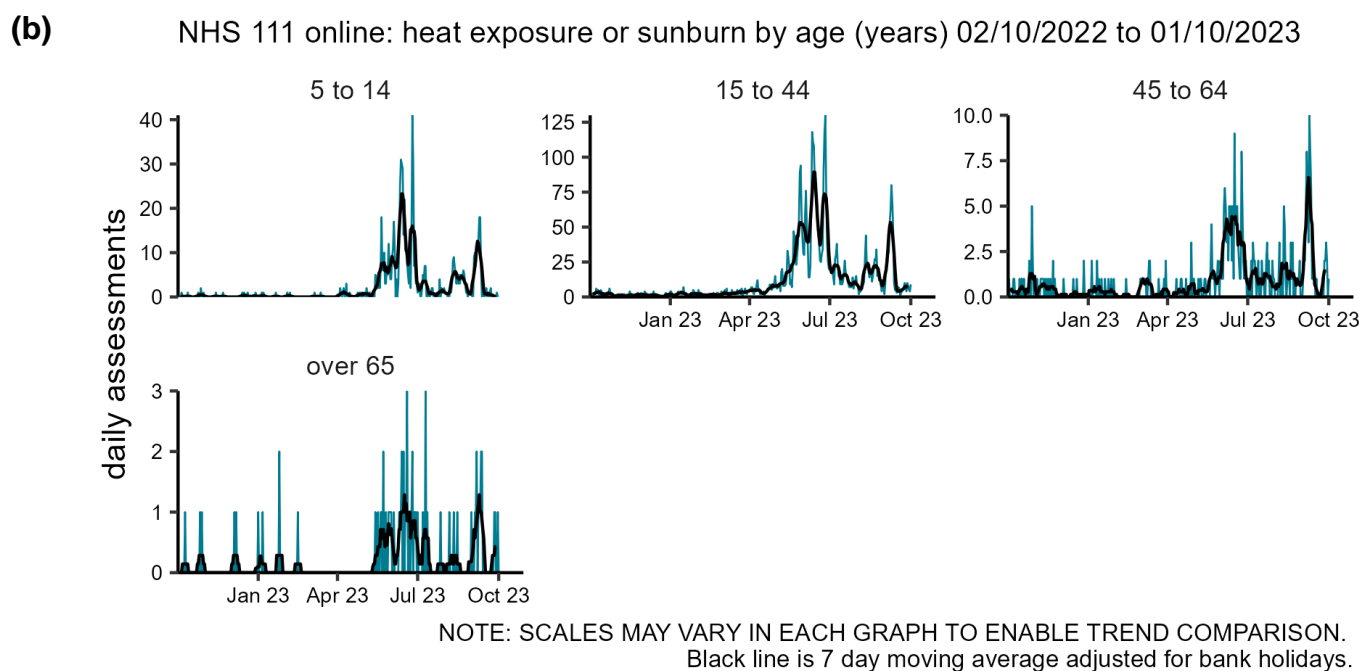 (b)
NHS 111 online: heat exposure or sunburn by age (years) 02/10/2022 to 01/10/2023
daily assessments
5 to 14
40
30
20
10
0
15 to 44
125
100
75
50
25
0
Jan 23 Apr 23 Jul 23 Oct 23
45 to 64
10.0
7.5
5.0
2.5
0.0
Jan 23 Apr 23 Jul 23 Oct 23
over 65
3
2
1
0
Jan 23 Apr 23 Jul 23 Oct 23
NOTE: SCALES MAY VARY IN EACH GRAPH TO ENABLE TREND COMPARISON.
Black line is 7 day moving average adjusted for bank holidays.